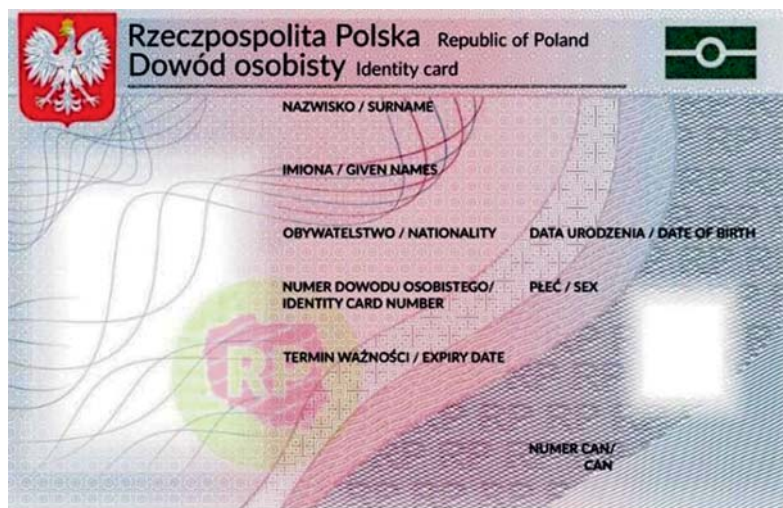 Rzeczpospolita Polska Republic of Poland
Dowód osobisty Identity card
NAZWISKO / SURNAME
IMIONA / GIVEN NAMES
OBYWATELSTWO / NATIONALITY DATA URODZENIA / DATE OF BIRTH
NUMER DOWODU OSOBISTEGO/ PŁEĆ / SEX
IDENTITY CARD NUMBER
TERMIN WAŻNOŚCI / EXPIRY DATE
RP
NUMER CAN/
CAN